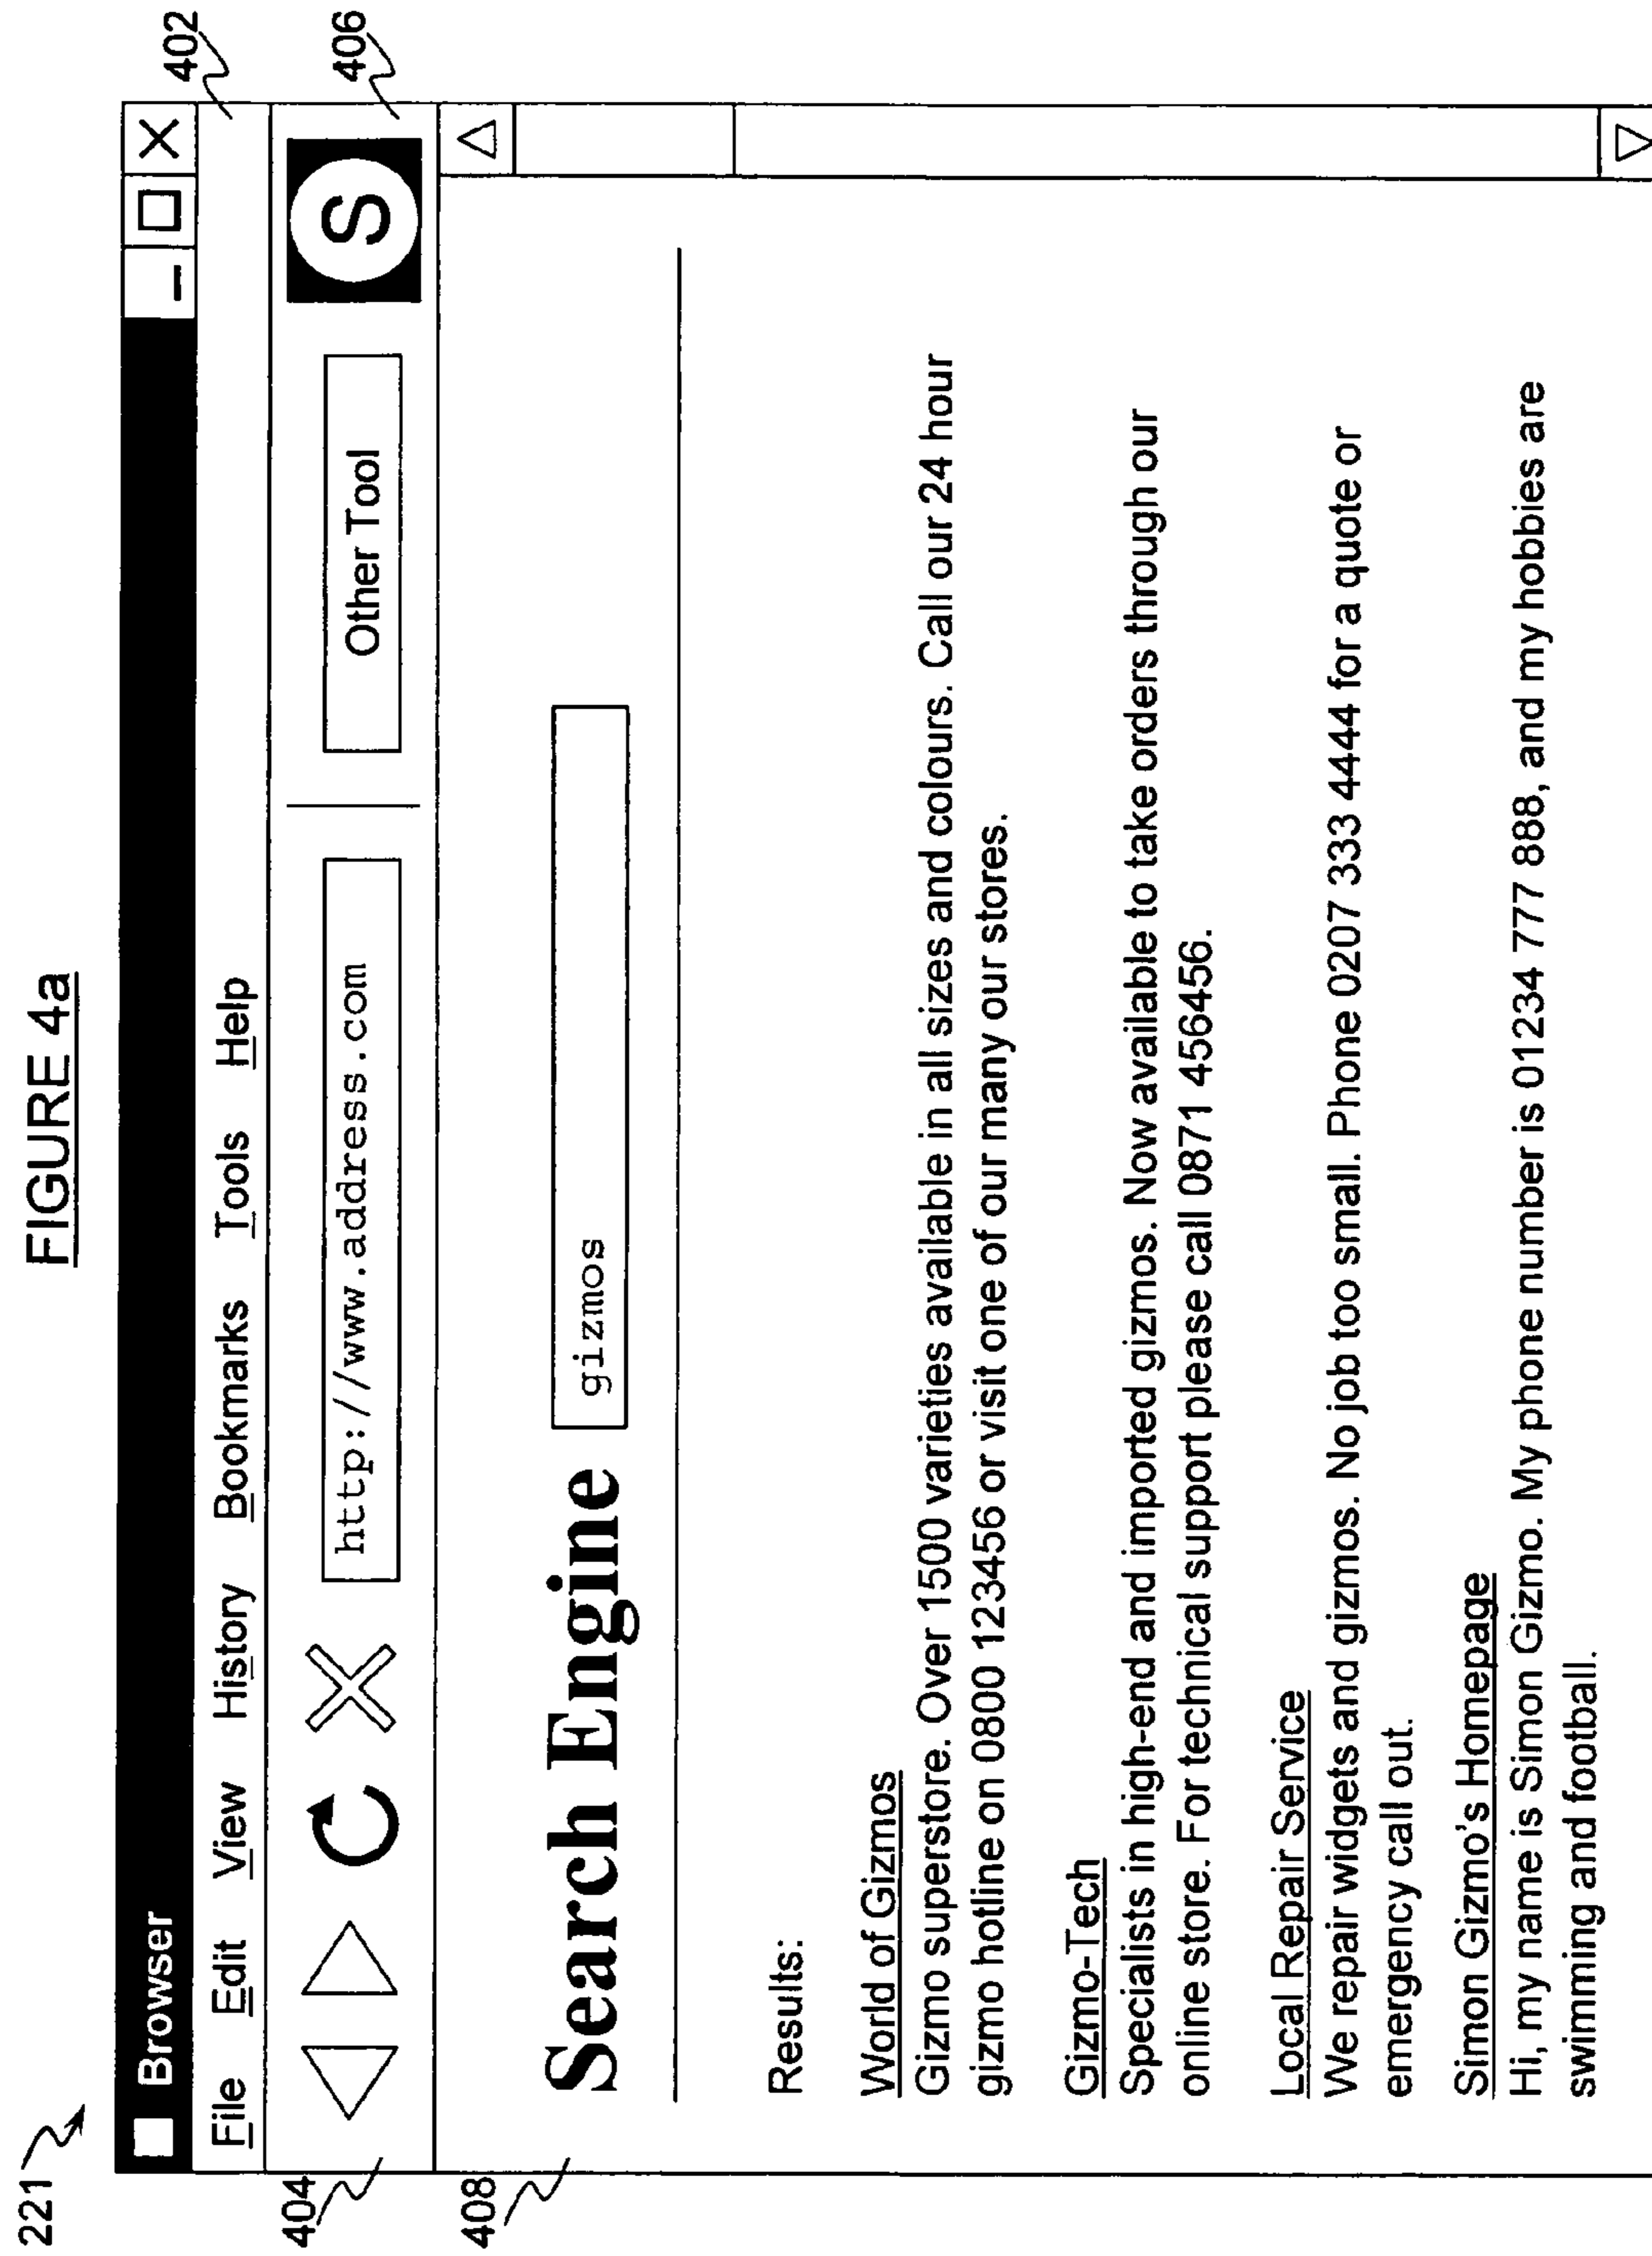 FIGURE 4a
221
Browser
402
File Edit View History Bookmarks Tools Help
404
http://www.address.com
Other Tool
S
406
408
Search Engine
gizmos
Results:
World of Gizmos
Gizmo superstore. Over 1500 varieties available in all sizes and colours. Call our 24 hour
gizmo hotline on 0800 123456 or visit one of our many our stores.
Gizmo-Tech
Specialists in high-end and imported gizmos. Now available to take orders through our
online store. For technical support please call 0871 456456.
Local Repair Service
We repair widgets and gizmos. No job too small. Phone 0207 333 4444 for a quote or
emergency call out.
Simon Gizmo's Homepage
Hi, my name is Simon Gizmo. My phone number is 01234 777 888, and my hobbies are
swimming and football.